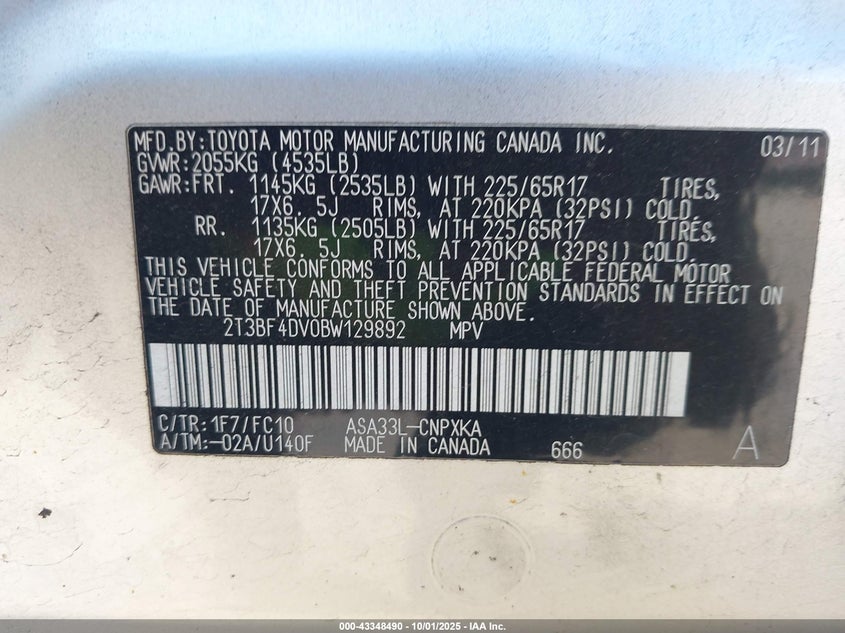 MFD.BY:TOYOTA MOTOR MANUFACTURING CANADA INC. 03/11
GVWR:2055KG (4535LB)
GAWR:FRT. 1145KG (2535LB) WITH 225/65R17 TIRES,
17X6. 5J RIMS, AT 220KPA (32PSI) COLD.
RR. 1135KG (2505LB) WITH 225/65R17 TIRES,
17X6. 5J RIMS, AT 220KPA (32PSI) COLD.
THIS VEHICLE CONFORMS TO ALL APPLICABLE FEDERAL MOTOR
VEHICLE SAFETY AND THEFT PREVENTION STANDARDS IN EFFECT ON
THE DATE OF MANUFACTURE SHOWN ABOVE.
2T3BF4DV0BW129892 MPV
C/TR:1F7/FC10 ASA33L-CNPXKA
A/TM:-02A/U140F MADE IN CANADA 666 A
000-43348490 - 10/01/2025 - IAA Inc.